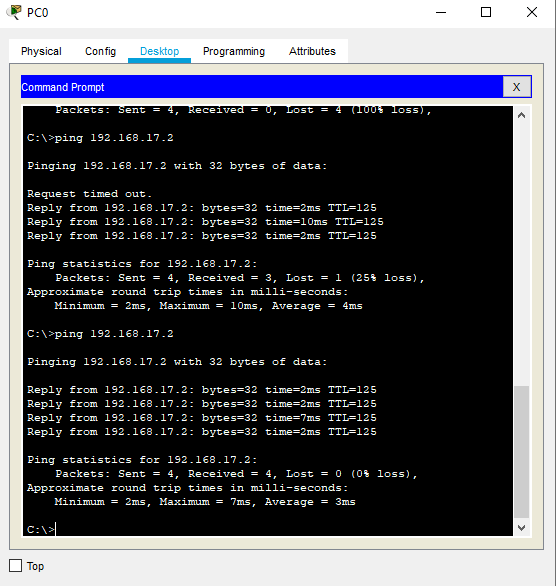 PC0
Physical Config Desktop Programming Attributes
Command Prompt X
Packets: Sent = 4, Received = 0, Lost = 4 (100% loss),
C:\>ping 192.168.17.2
Pinging 192.168.17.2 with 32 bytes of data:
Request timed out.
Reply from 192.168.17.2: bytes=32 time=2ms TTL=125
Reply from 192.168.17.2: bytes=32 time=10ms TTL=125
Reply from 192.168.17.2: bytes=32 time=2ms TTL=125
Ping statistics for 192.168.17.2:
Packets: Sent = 4, Received = 3, Lost = 1 (25% loss),
Approximate round trip times in milli-seconds:
Minimum = 2ms, Maximum = 10ms, Average = 4ms
C:\>ping 192.168.17.2
Pinging 192.168.17.2 with 32 bytes of data:
Reply from 192.168.17.2: bytes=32 time=2ms TTL=125
Reply from 192.168.17.2: bytes=32 time=2ms TTL=125
Reply from 192.168.17.2: bytes=32 time=7ms TTL=125
Reply from 192.168.17.2: bytes=32 time=2ms TTL=125
Ping statistics for 192.168.17.2:
Packets: Sent = 4, Received = 4, Lost = 0 (0% loss),
Approximate round trip times in milli-seconds:
Minimum = 2ms, Maximum = 7ms, Average = 3ms
C:\>
Top